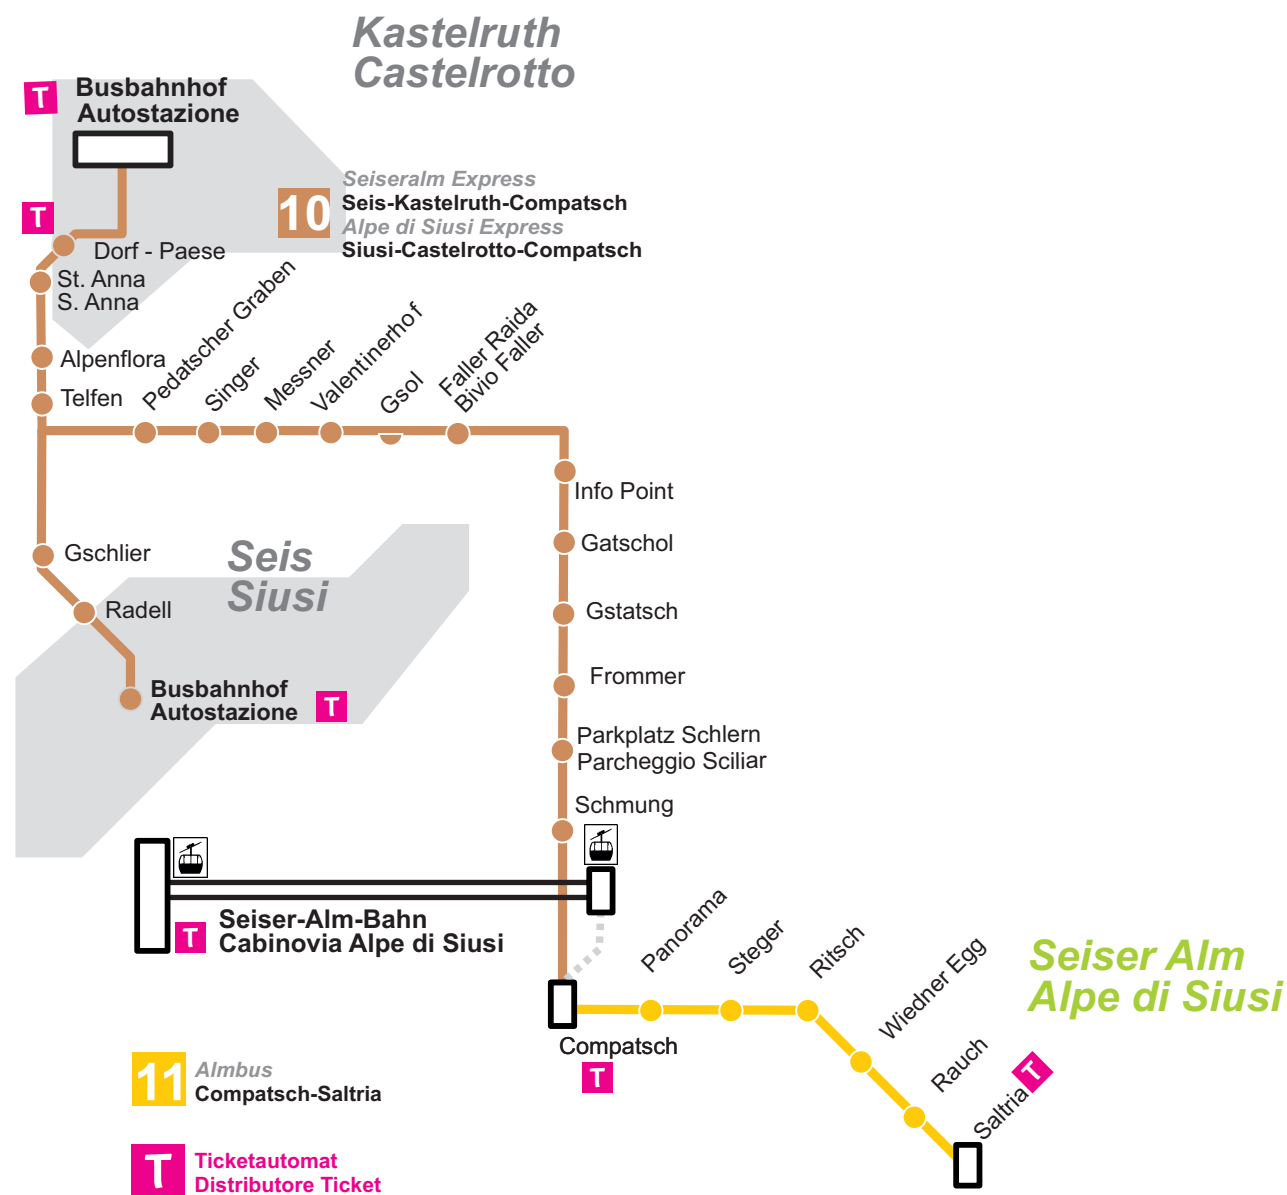 Kastelruth
Castelrotto
T
Busbahnhof
Autostazione
T
10
Seiseralm Express
Seis-Kastelruth-Compatsch
Alpe di Siusi Express
Siusi-Castelrotto-Compatsch
Dorf - Paese
St. Anna
S. Anna
Alpenflora
Telfen
Pedatscher Graben
Singer
Messner
Valentinerhof
Gsol
Faller Raida
Bivio Faller
Info Point
Gatschol
Gstatsch
Frommer
Parkplatz Schlern
Parcheggio Sciliar
Schmung
Gschlier
Seis
Siusi
Radell
Busbahnhof
Autostazione
T
T
Seiser-Alm-Bahn
Cabinovia Alpe di Siusi
Compatsch
T
Panorama
Steger
Ritsch
Wiedner Egg
Rauch
Saltria
T
Seiser Alm
Alpe di Siusi
11
Almbus
Compatsch-Saltria
T
Ticketautomat
Distributore Ticket